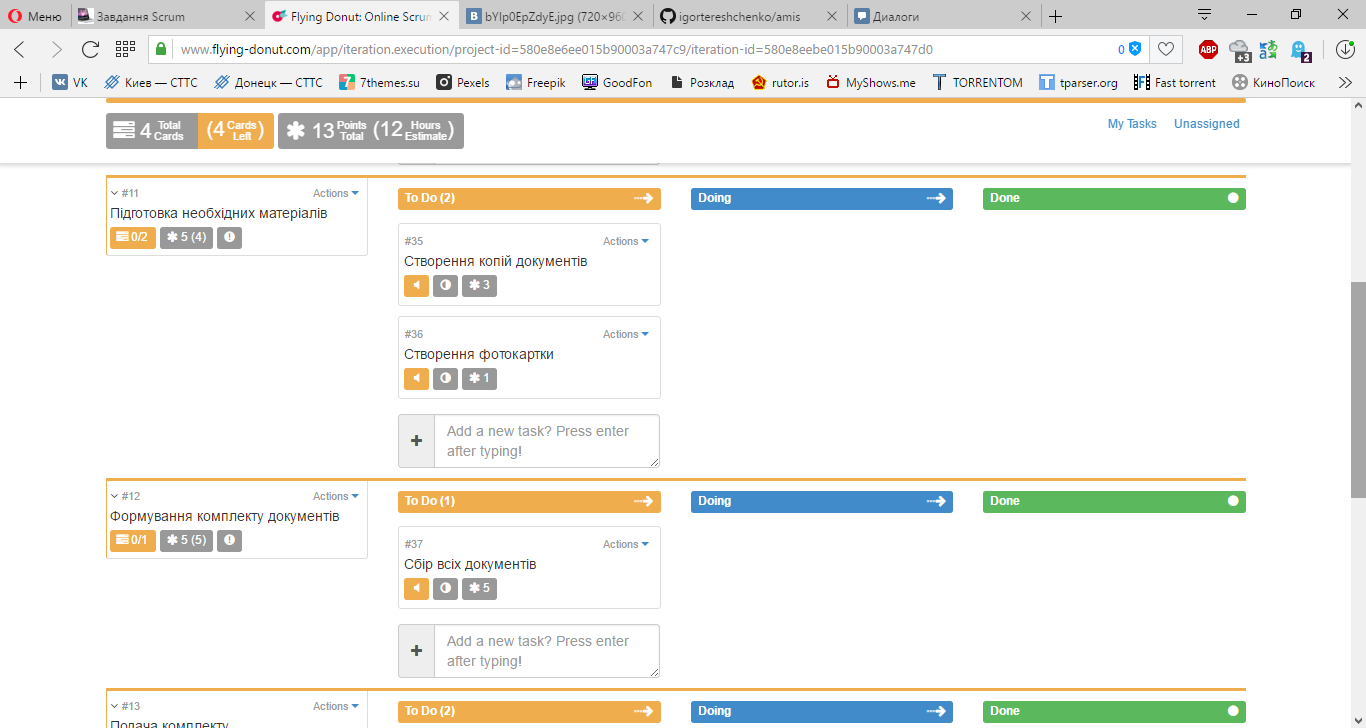 Меню
Завдання Scrum
Flying Donut: Online Scrum
bYIp0EpZdyE.jpg (720×960
igortereshchenko/amis
Диалоги
www.flying-donut.com/app/iteration.execution/project-id=580e8e6ee015b90003a747c9/iteration-id=580e8eebe015b90003a747d0
0
ABP
+3
2
VK
Киев — СТТС
Донецк — СТТС
7themes.su
Pexels
Freepik
GoodFon
Розклад
rutor.is
MyShows.me
TORRENTOM
tparser.org
Fast torrent
КиноПоиск
4 Total Cards
(4 Cards Left)
13 Points Total (12 Hours Estimate)
My Tasks
Unassigned
#11
Actions
Підготовка необхідних матеріалів
0/2
5 (4)
To Do (2)
Doing
Done
#35
Actions
Створення копій документів
3
#36
Actions
Створення фотокартки
1
Add a new task? Press enter
after typing!
#12
Actions
Формування комплекту документів
0/1
5 (5)
To Do (1)
Doing
Done
#37
Actions
Сбір всіх документів
5
Add a new task? Press enter
after typing!
#13
Actions
Подача комплекту
To Do (2)
Doing
Done